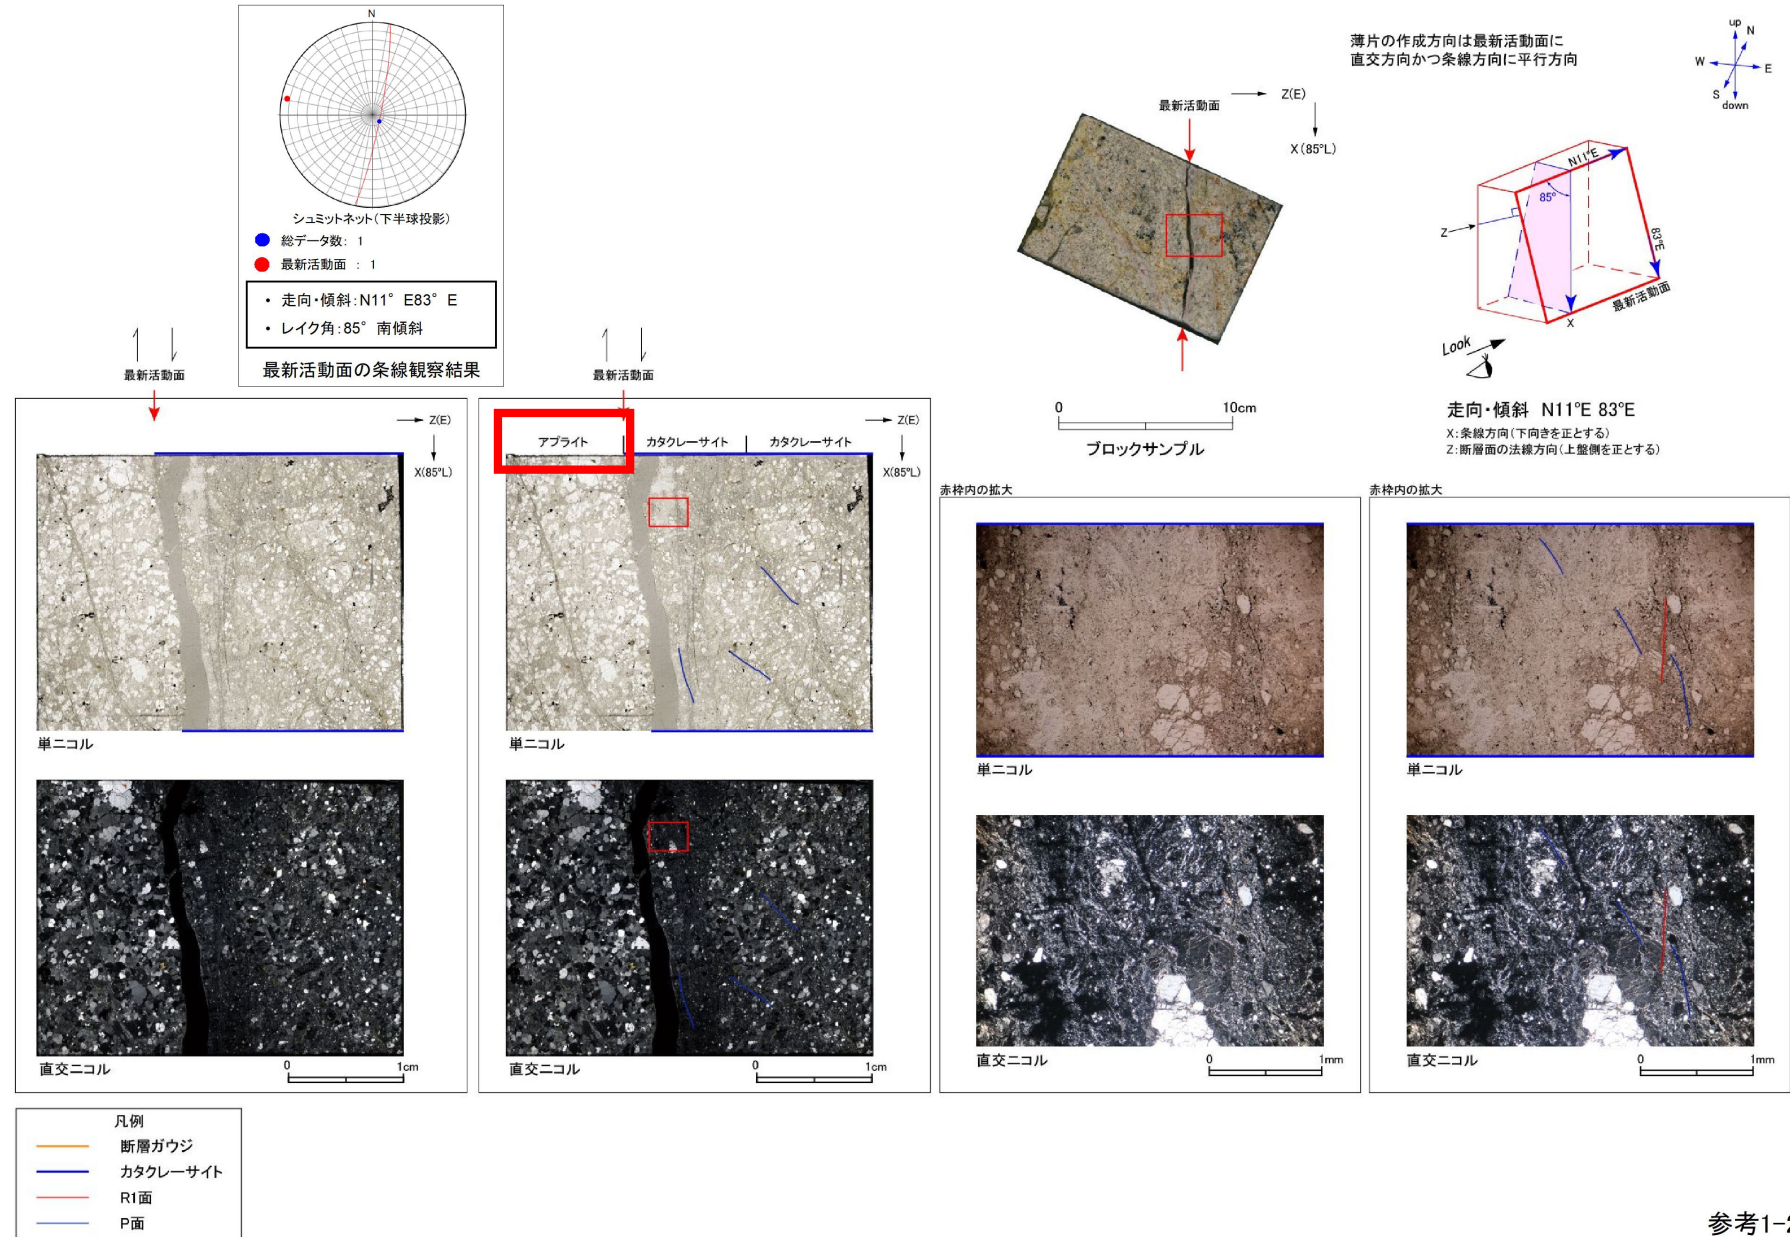 N
シュミットネット(下半球投影)
総データ数: 1
最新活動面 : 1
・ 走向・傾斜:N11° E83° E
・ レイク角:85° 南傾斜
最新活動面の条線観察結果
薄片の作成方向は最新活動面に
直交方向かつ条線方向に平行方向
up
N
W
E
S
down
最新活動面
Z(E)
X(85°L)
0
10cm
ブロックサンプル
N11°E
85°
Z
83°E
最新活動面
X
Look
走向・傾斜 N11°E 83°E
X:条線方向(下向きを正とする)
Z:断層面の法線方向(上盤側を正とする)
最新活動面
Z(E)
X(85°L)
単ニコル
直交ニコル
0
1cm
最新活動面
Z(E)
アプライト
カタクレーサイト
カタクレーサイト
X(85°L)
単ニコル
直交ニコル
0
1cm
赤枠内の拡大
単ニコル
直交ニコル
0
1mm
赤枠内の拡大
単ニコル
直交ニコル
0
1mm
凡例
断層ガウジ
カタクレーサイト
R1面
P面
参考1-2